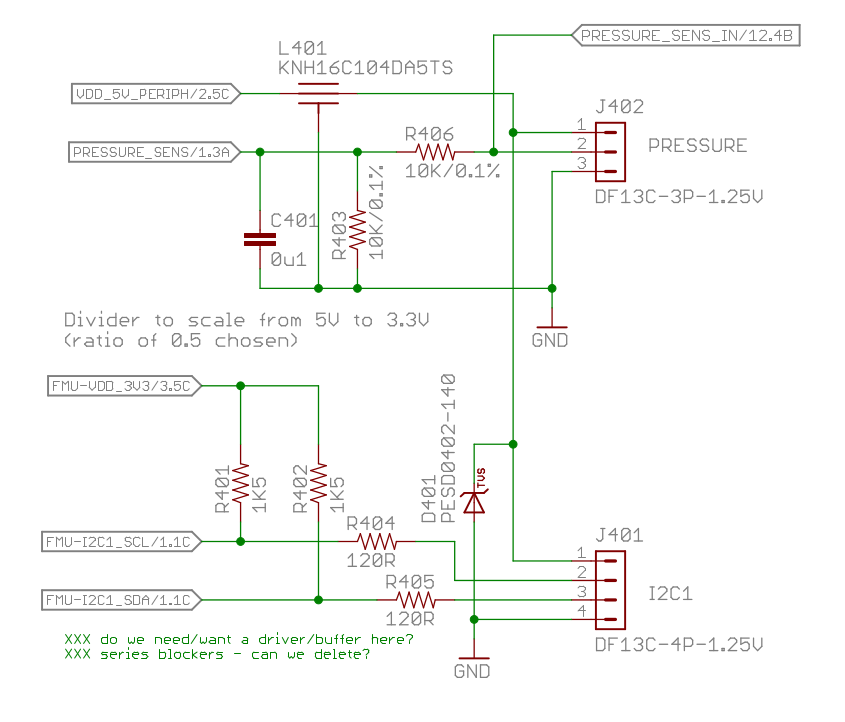 PRESSURE_SENS_IN/12.4B
L401
KNH16C104DA5TS
VDD_5V_PERIPH/2.5C
J402
1
2
3
PRESSURE
DF13C-3P-1.25V
R406
10K/0.1%
PRESSURE_SENS/1.3A
C401
0u1
R403
10K/0.1%
GND
Divider to scale from 5V to 3.3V
(ratio of 0.5 chosen)
FMU-VDD_3V3/3.5C
R401
1K5
R402
1K5
D401
PESD0402-140
TVS
R404
120R
FMU-I2C1_SCL/1.1C
R405
120R
FMU-I2C1_SDA/1.1C
J401
1
2
3
4
I2C1
DF13C-4P-1.25V
GND
XXX do we need/want a driver/buffer here?
XXX series blockers - can we delete?